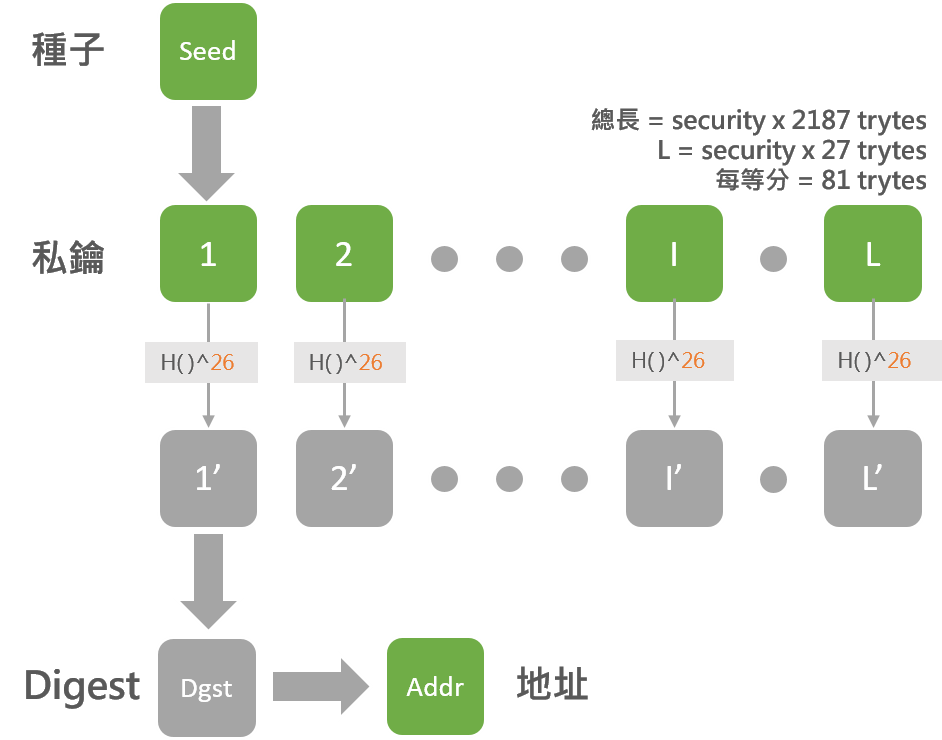 種子
Seed
總長 = security x 2187 trytes
L = security x 27 trytes
每等分 = 81 trytes
私鑰
1
2
I
L
H()^26
H()^26
H()^26
H()^26
1’
2’
I’
L’
Digest
Dgst
Addr
地址